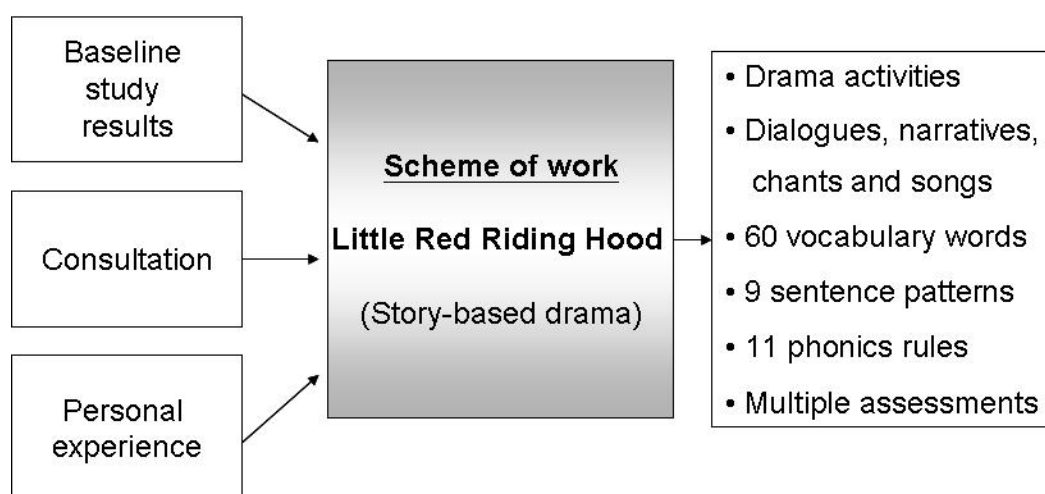 Baseline
study
results
Consultation
Personal
experience
Scheme of work
Little Red Riding Hood
(Story-based drama)
• Drama activities
• Dialogues, narratives,
chants and songs
• 60 vocabulary words
• 9 sentence patterns
• 11 phonics rules
• Multiple assessments